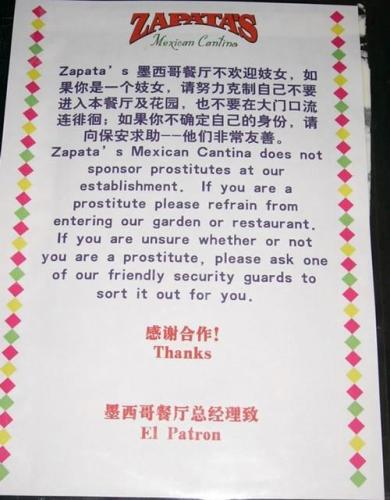 ZAPATA'S
Mexican Cantina
Zapata's 墨西哥餐厅不欢迎妓女，如
果你是一个妓女，请努力克制自己不要
进入本餐厅及花园，也不要在大门口流
连徘徊；如果你不确定自己的身份，请
向保安求助--他们非常友善。
Zapata's Mexican Cantina does not
sponsor prostitutes at our
establishment. If you are a
prostitute please refrain from
entering our garden or restaurant.
If you are unsure whether or not
you are a prostitute, please ask one
of our friendly security guards to
sort it out for you.
感谢合作!
Thanks
墨西哥餐厅总经理致
El Patron